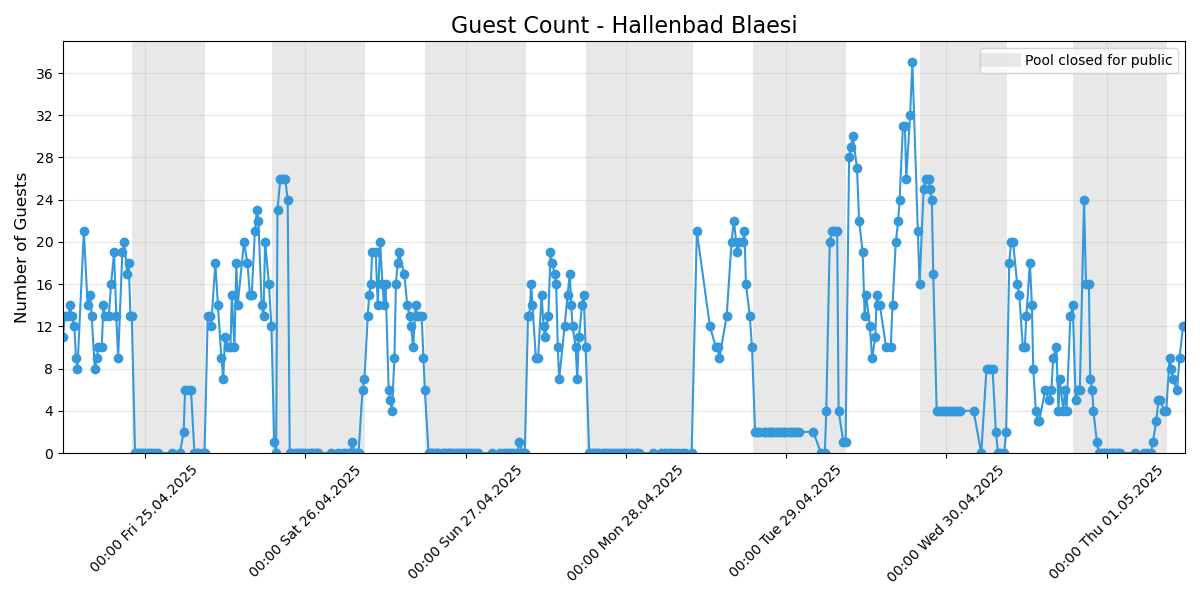 Guest Count - Hallenbad Blaesi
Pool closed for public
Number of Guests
36
32
28
24
20
16
12
8
4
0
00:00 Fri 25.04.2025
00:00 Sat 26.04.2025
00:00 Sun 27.04.2025
00:00 Mon 28.04.2025
00:00 Tue 29.04.2025
00:00 Wed 30.04.2025
00:00 Thu 01.05.2025